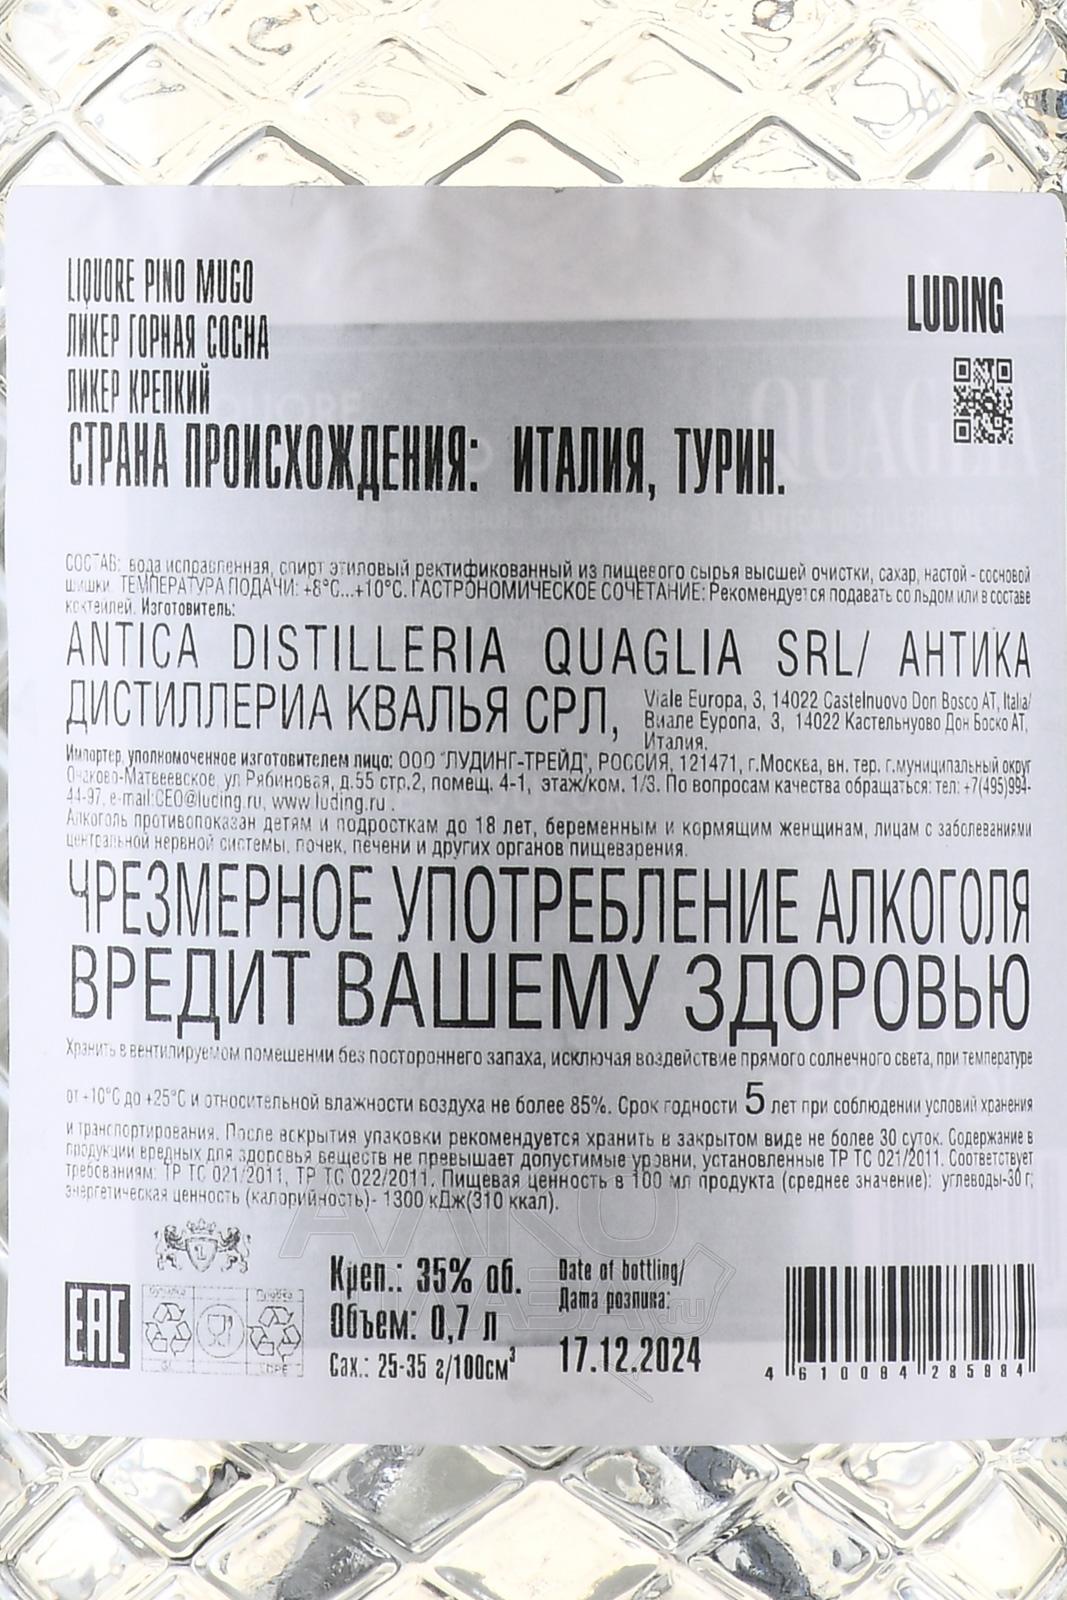 LIQUORE PINO MUGO
ЛИКЕР ГОРНАЯ СОСНА
ЛИКЕР КРЕПКИЙ
LUDING
СТРАНА ПРОИСХОЖДЕНИЯ: ИТАЛИЯ, ТУРИН.
QUAGLIA
СОСТАВ: вода исправленная, спирт этиловый ректификованный из пищевого сырья высшей очистки, сахар, настой - сосновой
шишки. ТЕМПЕРАТУРА ПОДАЧИ: +8°C...+10°C. ГАСТРОНОМИЧЕСКОЕ СОЧЕТАНИЕ: Рекомендуется подавать со льдом или в составе
коктейлей. Изготовитель:
ANTICA DISTILLERIA QUAGLIA SRL/ АНТИКА
ДИСТИЛЛЕРИА КВАЛЬЯ СРЛ,
Viale Europa, 3, 14022 Castelnuovo Don Bosco AT, Italia/
Виале Еуропа, 3, 14022 Кастельнуово Дон Боско АТ,
Италия.
Импортер, уполномоченное изготовителем лицо: ООО "ЛУДИНГ-ТРЕЙД", РОССИЯ, 121471, г.Москва, вн. тер. г.муниципальный округ
Очаково-Матвеевское, ул Рябиновая, д.55 стр.2, помещ. 4-1, этаж/ком. 1/3. По вопросам качества обращаться: тел: +7(495)994-
44-97, e-mail:CEO@luding.ru, www.luding.ru .
Алкоголь противопоказан детям и подросткам до 18 лет, беременным и кормящим женщинам, лицам с заболеваниями
центральной нервной системы, почек, печени и других органов пищеварения.
ЧРЕЗМЕРНОЕ УПОТРЕБЛЕНИЕ АЛКОГОЛЯ
ВРЕДИТ ВАШЕМУ ЗДОРОВЬЮ
Хранить в вентилируемом помещении без постороннего запаха, исключая воздействие прямого солнечного света, при температуре
от +10°C до +25°C и относительной влажности воздуха не более 85%. Срок годности 5 лет при соблюдении условий хранения
и транспортирования. После вскрытия упаковки рекомендуется хранить в закрытом виде не более 30 суток. Содержание в
продукции вредных для здоровья веществ не превышает допустимые уровни, установленные ТР ТС 021/2011. Соответствует
требованиям: ТР ТС 021/2011, ТР ТС 022/2011. Пищевая ценность в 100 мл продукта (среднее значение): углеводы-30 г;
энергетическая ценность (калорийность)- 1300 кДж(310 ккал).
EAC
Креп.: 35% об.
Объем: 0,7 л
Сах.: 25-35 г/100см³
Date of bottling/
Дата розлива:
17.12.2024
4 610084 285884